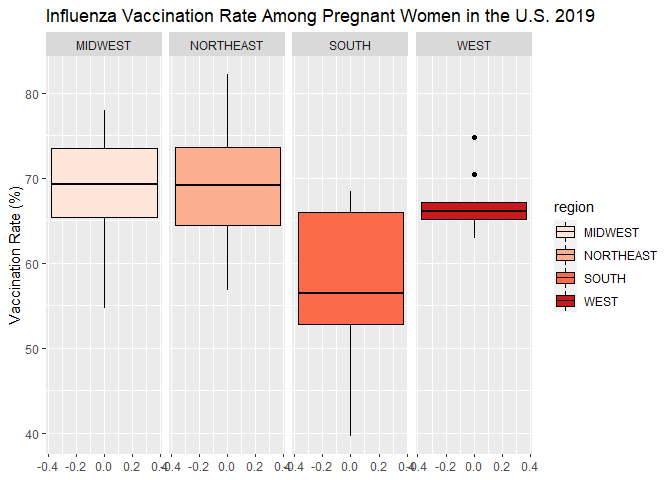 Influenza Vaccination Rate Among Pregnant Women in the U.S. 2019
MIDWEST NORTHEAST SOUTH WEST
80
70
60
50
40
Vaccination Rate (%)
-0.4 -0.2 0.0 0.2 0.4 -0.4 -0.2 0.0 0.2 0.4 -0.4 -0.2 0.0 0.2 0.4 -0.4 -0.2 0.0 0.2 0.4
region
MIDWEST
NORTHEAST
SOUTH
WEST